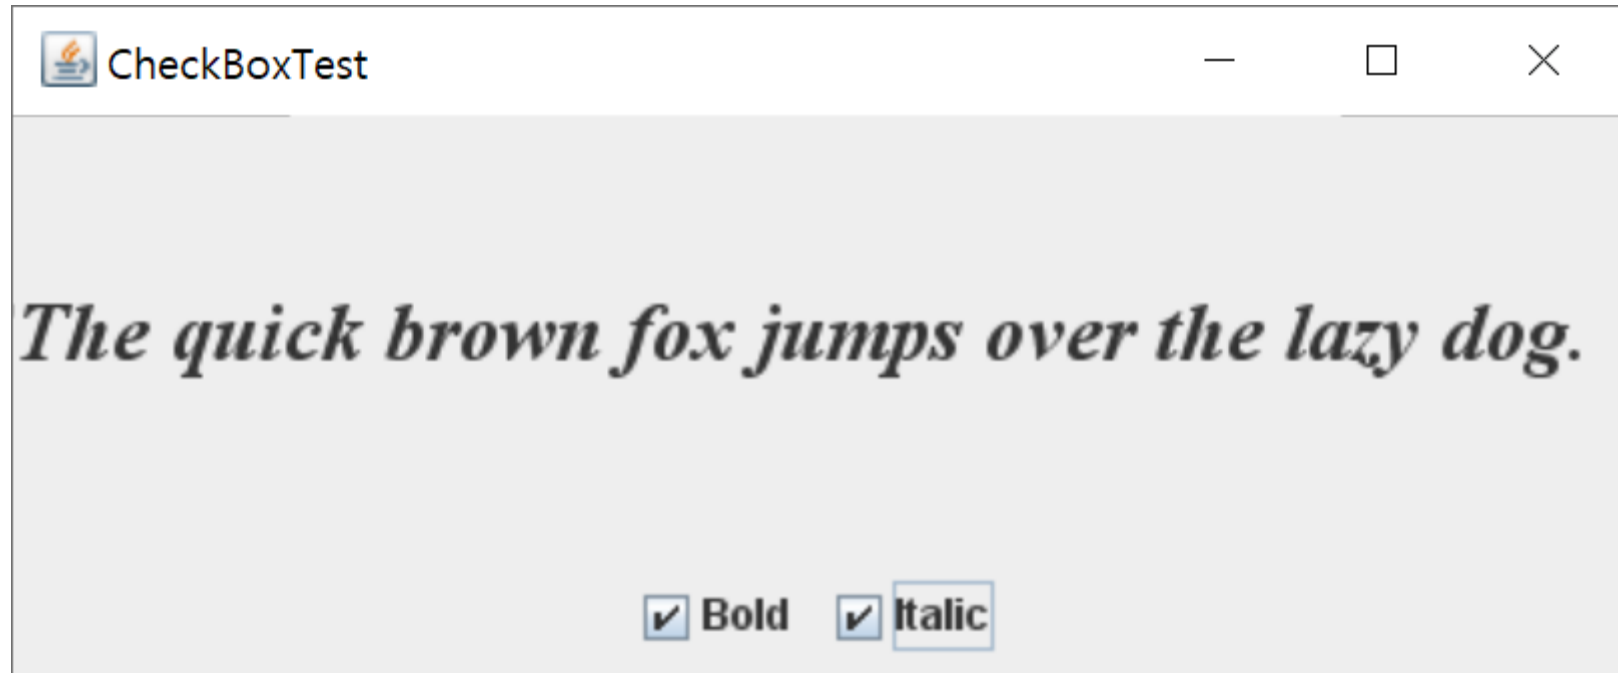 CheckBoxTest
The quick brown fox jumps over the lazy dog.
Bold Italic